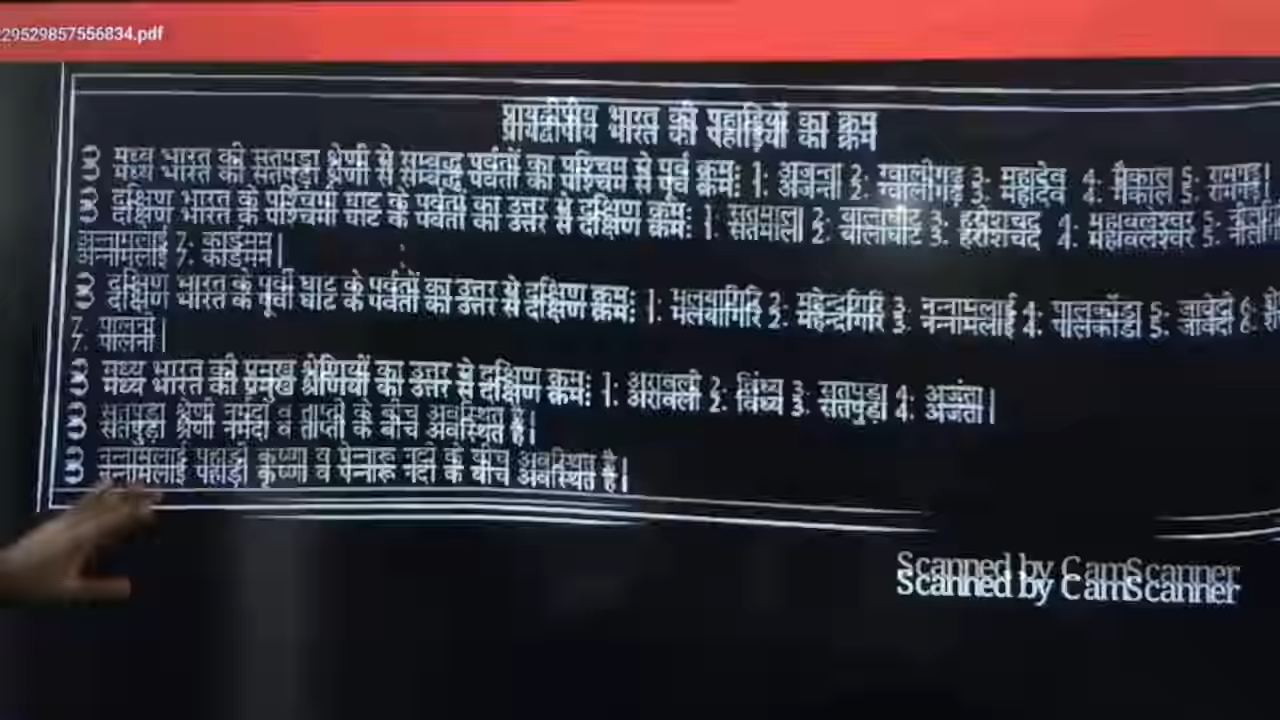 29529857556834.pdf
प्रायद्वीपीय भारत की पहाड़ियों का क्रम
मध्य भारत की सतपुड़ा श्रेणी से सम्बद्ध पर्वतों का पश्चिम से पूर्व क्रम: 1. अजन्ता 2. ग्वालीगढ़ 3. महादेव 4. मैकाल 5. रामगढ़।
दक्षिण भारत के पश्चिमी घाट के पर्वतों का उत्तर से दक्षिण क्रम: 1. सतमाला 2. बालाघाट 3. हरीशचंद्र 4. महाबलेश्वर 5.
अन्नामलाई 7. कार्डमम।
दक्षिण भारत के पूर्वी घाट के पर्वतों का उत्तर से दक्षिण क्रम: 1. मलयागिरि 2. महेन्द्रगिरि 3. नन्नामलाई 4. पालकोंडा 5. जावेदी 6.
7. पालनी।
मध्य भारत की प्रमुख श्रेणियों का उत्तर से दक्षिण क्रम: 1. अरावली 2. विंध्य 3. सतपुड़ा 4. अजंता।
सतपुड़ा श्रेणी नर्मदा व ताप्ती के बीच अवस्थित है।
नन्नामलाई पहाड़ी कृष्णा व पेन्नारू नदी के बीच अवस्थित है।
Scanned by CamScanner